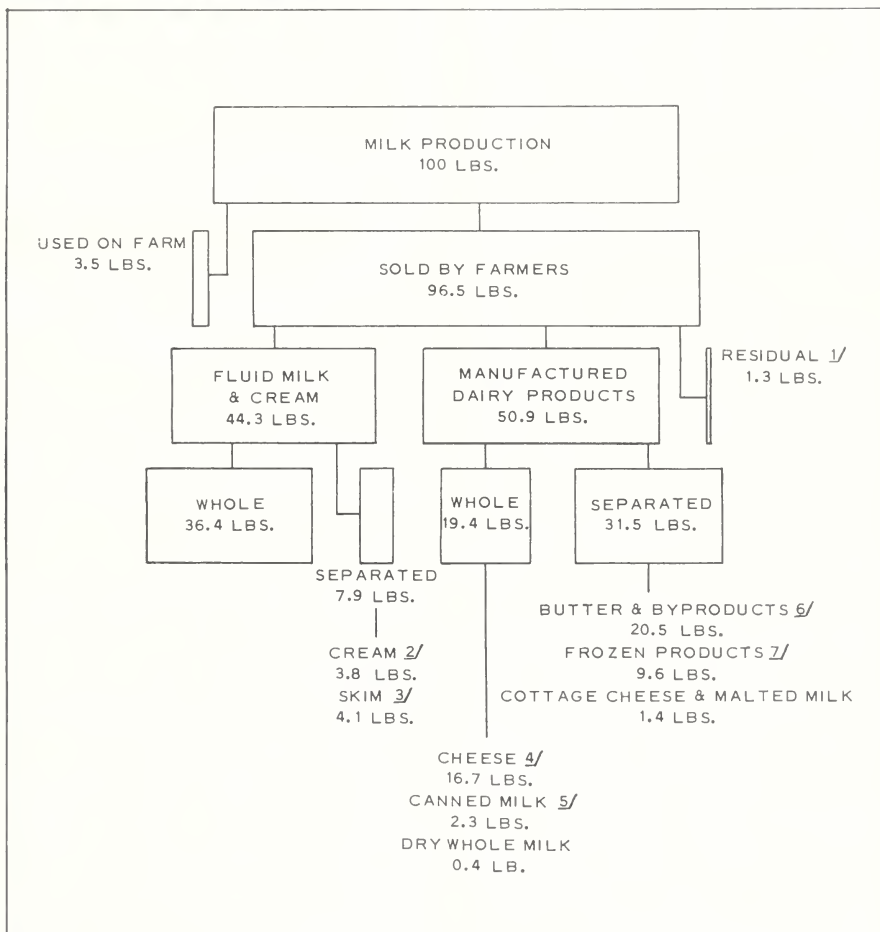 MILK PRODUCTION
100 LBS.
USED ON FARM
3.5 LBS.
SOLD BY FARMERS
96.5 LBS.
FLUID MILK
& CREAM
44.3 LBS.
MANUFACTURED
DAIRY PRODUCTS
50.9 LBS.
RESIDUAL 1/
1.3 LBS.
WHOLE
36.4 LBS.
SEPARATED
7.9 LBS.
WHOLE
19.4 LBS.
SEPARATED
31.5 LBS.
CREAM 2/
3.8 LBS.
SKIM 3/
4.1 LBS.
BUTTER & BYPRODUCTS 6/
20.5 LBS.
FROZEN PRODUCTS 7/
9.6 LBS.
COTTAGE CHEESE & MALTED MILK
1.4 LBS.
CHEESE 4/
16.7 LBS.
CANNED MILK 5/
2.3 LBS.
DRY WHOLE MILK
0.4 LB.